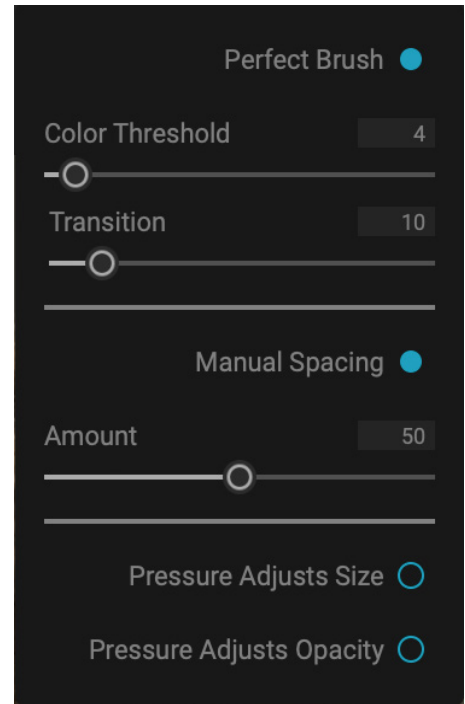 Perfect Brush
Color Threshold 4
Transition 10
Manual Spacing
Amount 50
Pressure Adjusts Size
Pressure Adjusts Opacity